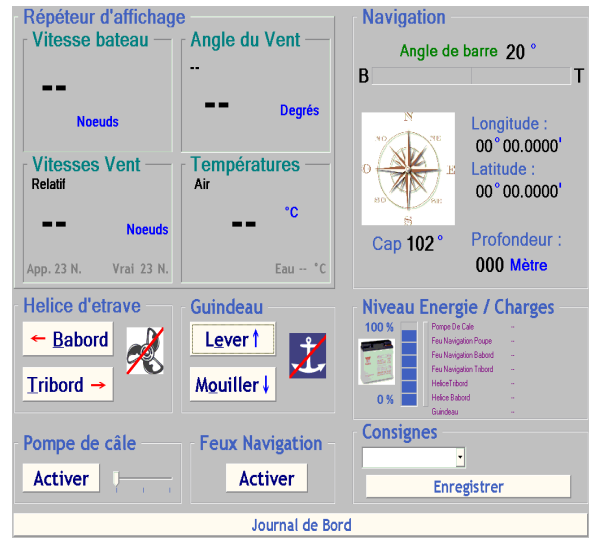 Répéteur d'affichage
Vitesse bateau
--
Noeuds
Angle du Vent
--
--
Degrés
Vitesses Vent
Relatif
--
Noeuds
App. 23 N. Vrai 23 N.
Températures
Air
-- °C
Eau -- °C
Navigation
Angle de barre 20 °
B T
N
NO NE
O E
SO SE
S
Longitude :
00° 00.0000'
Latitude :
00° 00.0000'
Cap 102°
Profondeur :
000 Mètre
Helice d'etrave
← Babord
Tribord →
Guindeau
Lever ↑
Mouiller ↓
Niveau Energie / Charges
100 %
0 %
Pompe De Cale --
Feu Navigation Poupe --
Feu Navigation Babord --
Feu Navigation Tribord --
HeliceTribord --
Helice Babord --
Guindeau --
Pompe de câle
Activer
Feux Navigation
Activer
Consignes
Enregistrer
Journal de Bord